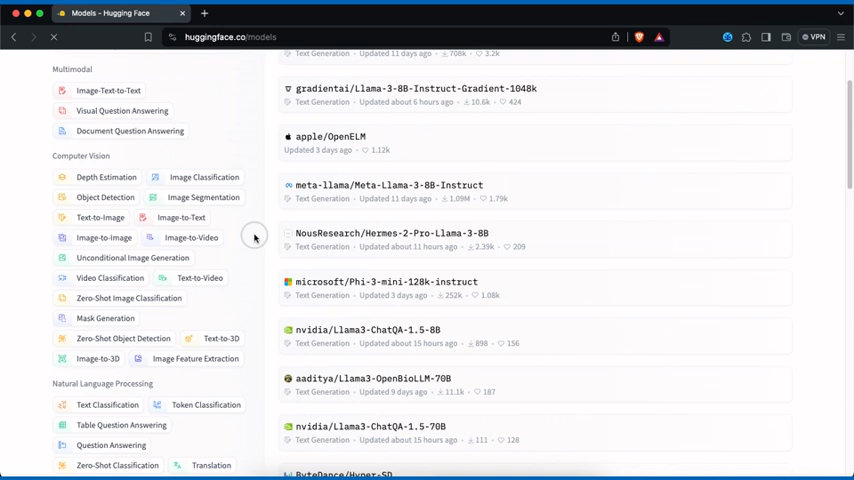 Models - Hugging Face
huggingface.co/models
VPN
Multimodal
Image-Text-to-Text
Visual Question Answering
Document Question Answering
Computer Vision
Depth Estimation Image Classification
Object Detection Image Segmentation
Text-to-Image Image-to-Text
Image-to-Image Image-to-Video
Unconditional Image Generation
Video Classification Text-to-Video
Zero-Shot Image Classification
Mask Generation
Zero-Shot Object Detection Text-to-3D
Image-to-3D Image Feature Extraction
Natural Language Processing
Text Classification Token Classification
Table Question Answering
Question Answering
Zero-Shot Classification Translation
Text Generation • Updated 11 days ago • 708k • 3.2k
gradientai/Llama-3-8B-Instruct-Gradient-1048k
Text Generation • Updated about 6 hours ago • 10.6k • 424
apple/OpenELM
Updated 3 days ago • 1.12k
meta-llama/Meta-Llama-3-8B-Instruct
Text Generation • Updated 11 days ago • 1.09M • 1.79k
NousResearch/Hermes-2-Pro-Llama-3-8B
Text Generation • Updated about 11 hours ago • 2.39k • 209
microsoft/Phi-3-mini-128k-instruct
Text Generation • Updated 3 days ago • 252k • 1.08k
nvidia/Llama3-ChatQA-1.5-8B
Text Generation • Updated about 15 hours ago • 898 • 156
aaditya/Llama3-OpenBioLLM-70B
Text Generation • Updated 9 days ago • 11.1k • 187
nvidia/Llama3-ChatQA-1.5-70B
Text Generation • Updated about 15 hours ago • 111 • 128
ByteDance/Hyper-SD